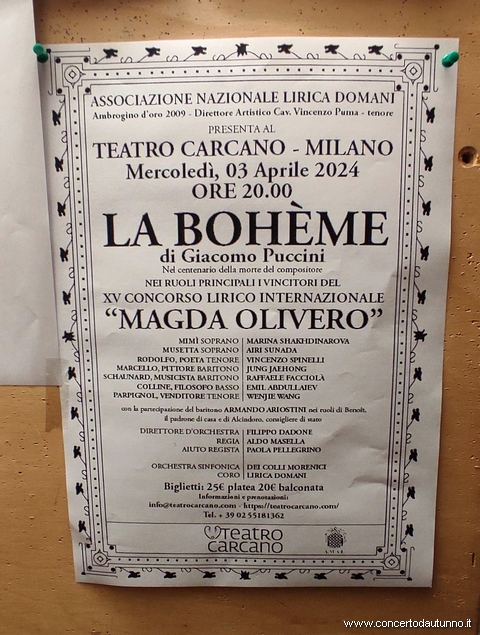 ASSOCIAZIONE NAZIONALE LIRICA DOMANI
Ambrogino d'oro 2009 - Direttore Artistico Cav. Vincenzo Puma - tenore
PRESENTA AL
TEATRO CARCANO - MILANO
Mercoledì, 03 Aprile 2024
ORE 20.00
LA BOHÈME
di Giacomo Puccini
Nel centenario della morte del compositore
NEI RUOLI PRINCIPALI I VINCITORI DEL
XV CONCORSO LIRICO INTERNAZIONALE
"MAGDA OLIVERO"
MIMÌ SOPRANO MARINA SHAKHDINAROVA
MUSETTA SOPRANO AIRI SUNADA
RODOLFO, POETA TENORE VINCENZO SPINELLI
MARCELLO, PITTORE BARITONO JUNG JAEHONG
SCHAUNARD, MUSICISTA BARITONO RAFFAELE FACCIOLÀ
COLLINE, FILOSOFO BASSO EMIL ABDULLAIEV
PARPIGNOL, VENDITORE TENORE WENJIE WANG
con la partecipazione del baritono ARMANDO ARIOSTINI nei ruoli di Benoît,
il padrone di casa e di Alcindoro, consigliere di stato
DIRETTORE D'ORCHESTRA FILIPPO DADONE
REGIA ALDO MASELLA
AIUTO REGISTA PAOLA PELLEGRINO
ORCHESTRA SINFONICA DEI COLLI MORENICI
CORO LIRICA DOMANI
Biglietti: 25€ platea 20€ balconata
Informazioni e prenotazioni:
info@teatrocarcano.com - https://teatrocarcano.com/
Tel. + 39 02 55181362
TEATRO
CARCANO
www.concertodautunno.it